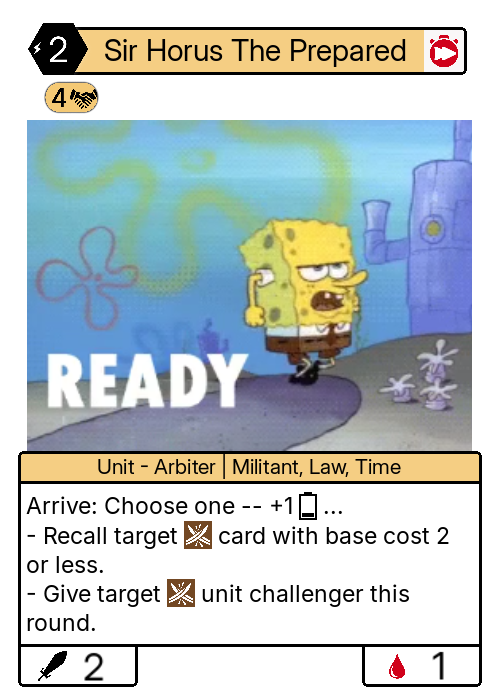 2 Sir Horus The Prepared
4
READY
Unit - Arbiter | Militant, Law, Time
Arrive: Choose one -- +1 ...
- Recall target card with base cost 2
or less.
- Give target unit challenger this
round.
2 1